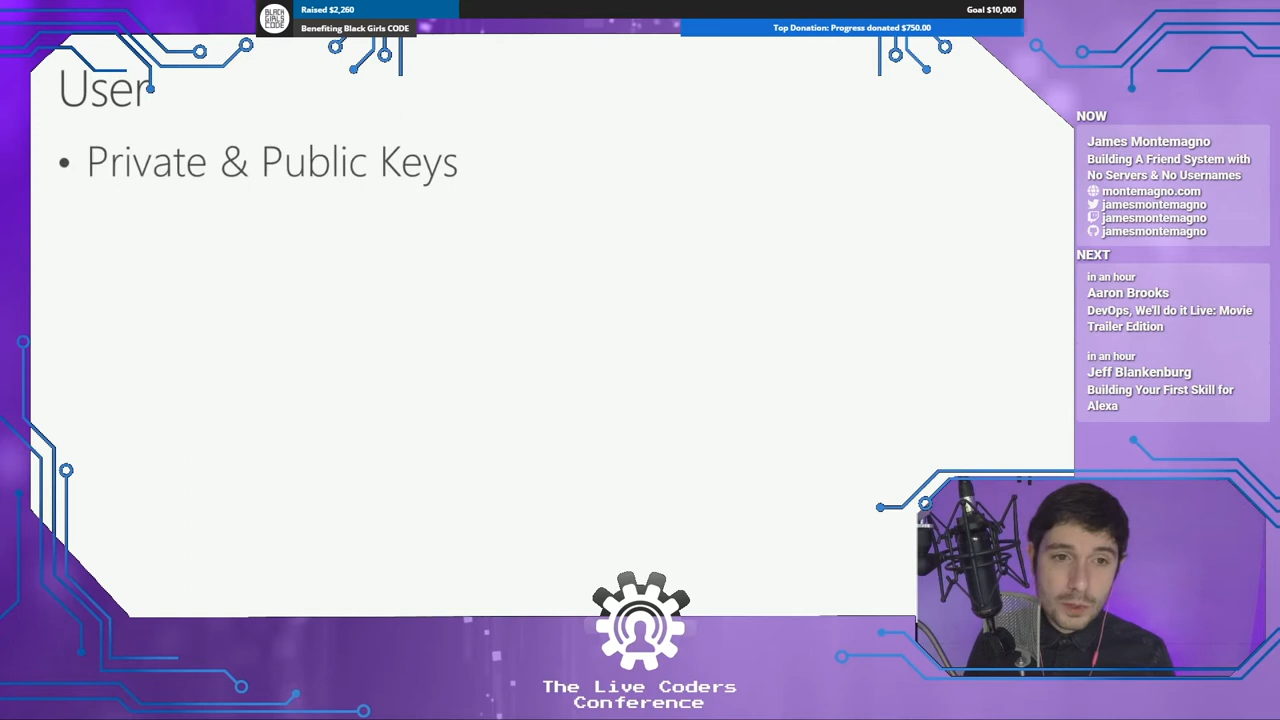 BLACK
GIRLS
CODE
Raised $2,260
Goal $10,000
Benefiting Black Girls CODE
Top Donation: Progress donated $750.00
User
• Private & Public Keys
NOW
James Montemagno
Building A Friend System with
No Servers & No Usernames
montemagno.com
jamesmontemagno
jamesmontemagno
jamesmontemagno
NEXT
in an hour
Aaron Brooks
DevOps, We'll do it Live: Movie
Trailer Edition
in an hour
Jeff Blankenburg
Building Your First Skill for
Alexa
The Live Coders
Conference